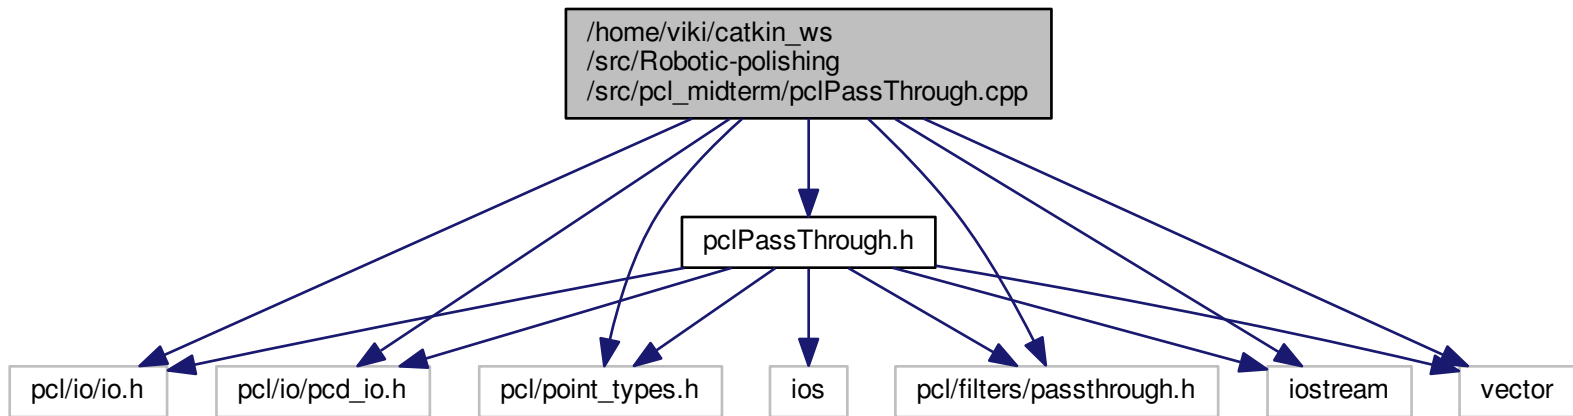 /home/viki/catkin_ws
/src/Robotic-polishing
/src/pcl_midterm/pclPassThrough.cpp
pclPassThrough.h
pcl/io/io.h
pcl/io/pcd_io.h
pcl/point_types.h
ios
pcl/filters/passthrough.h
iostream
vector